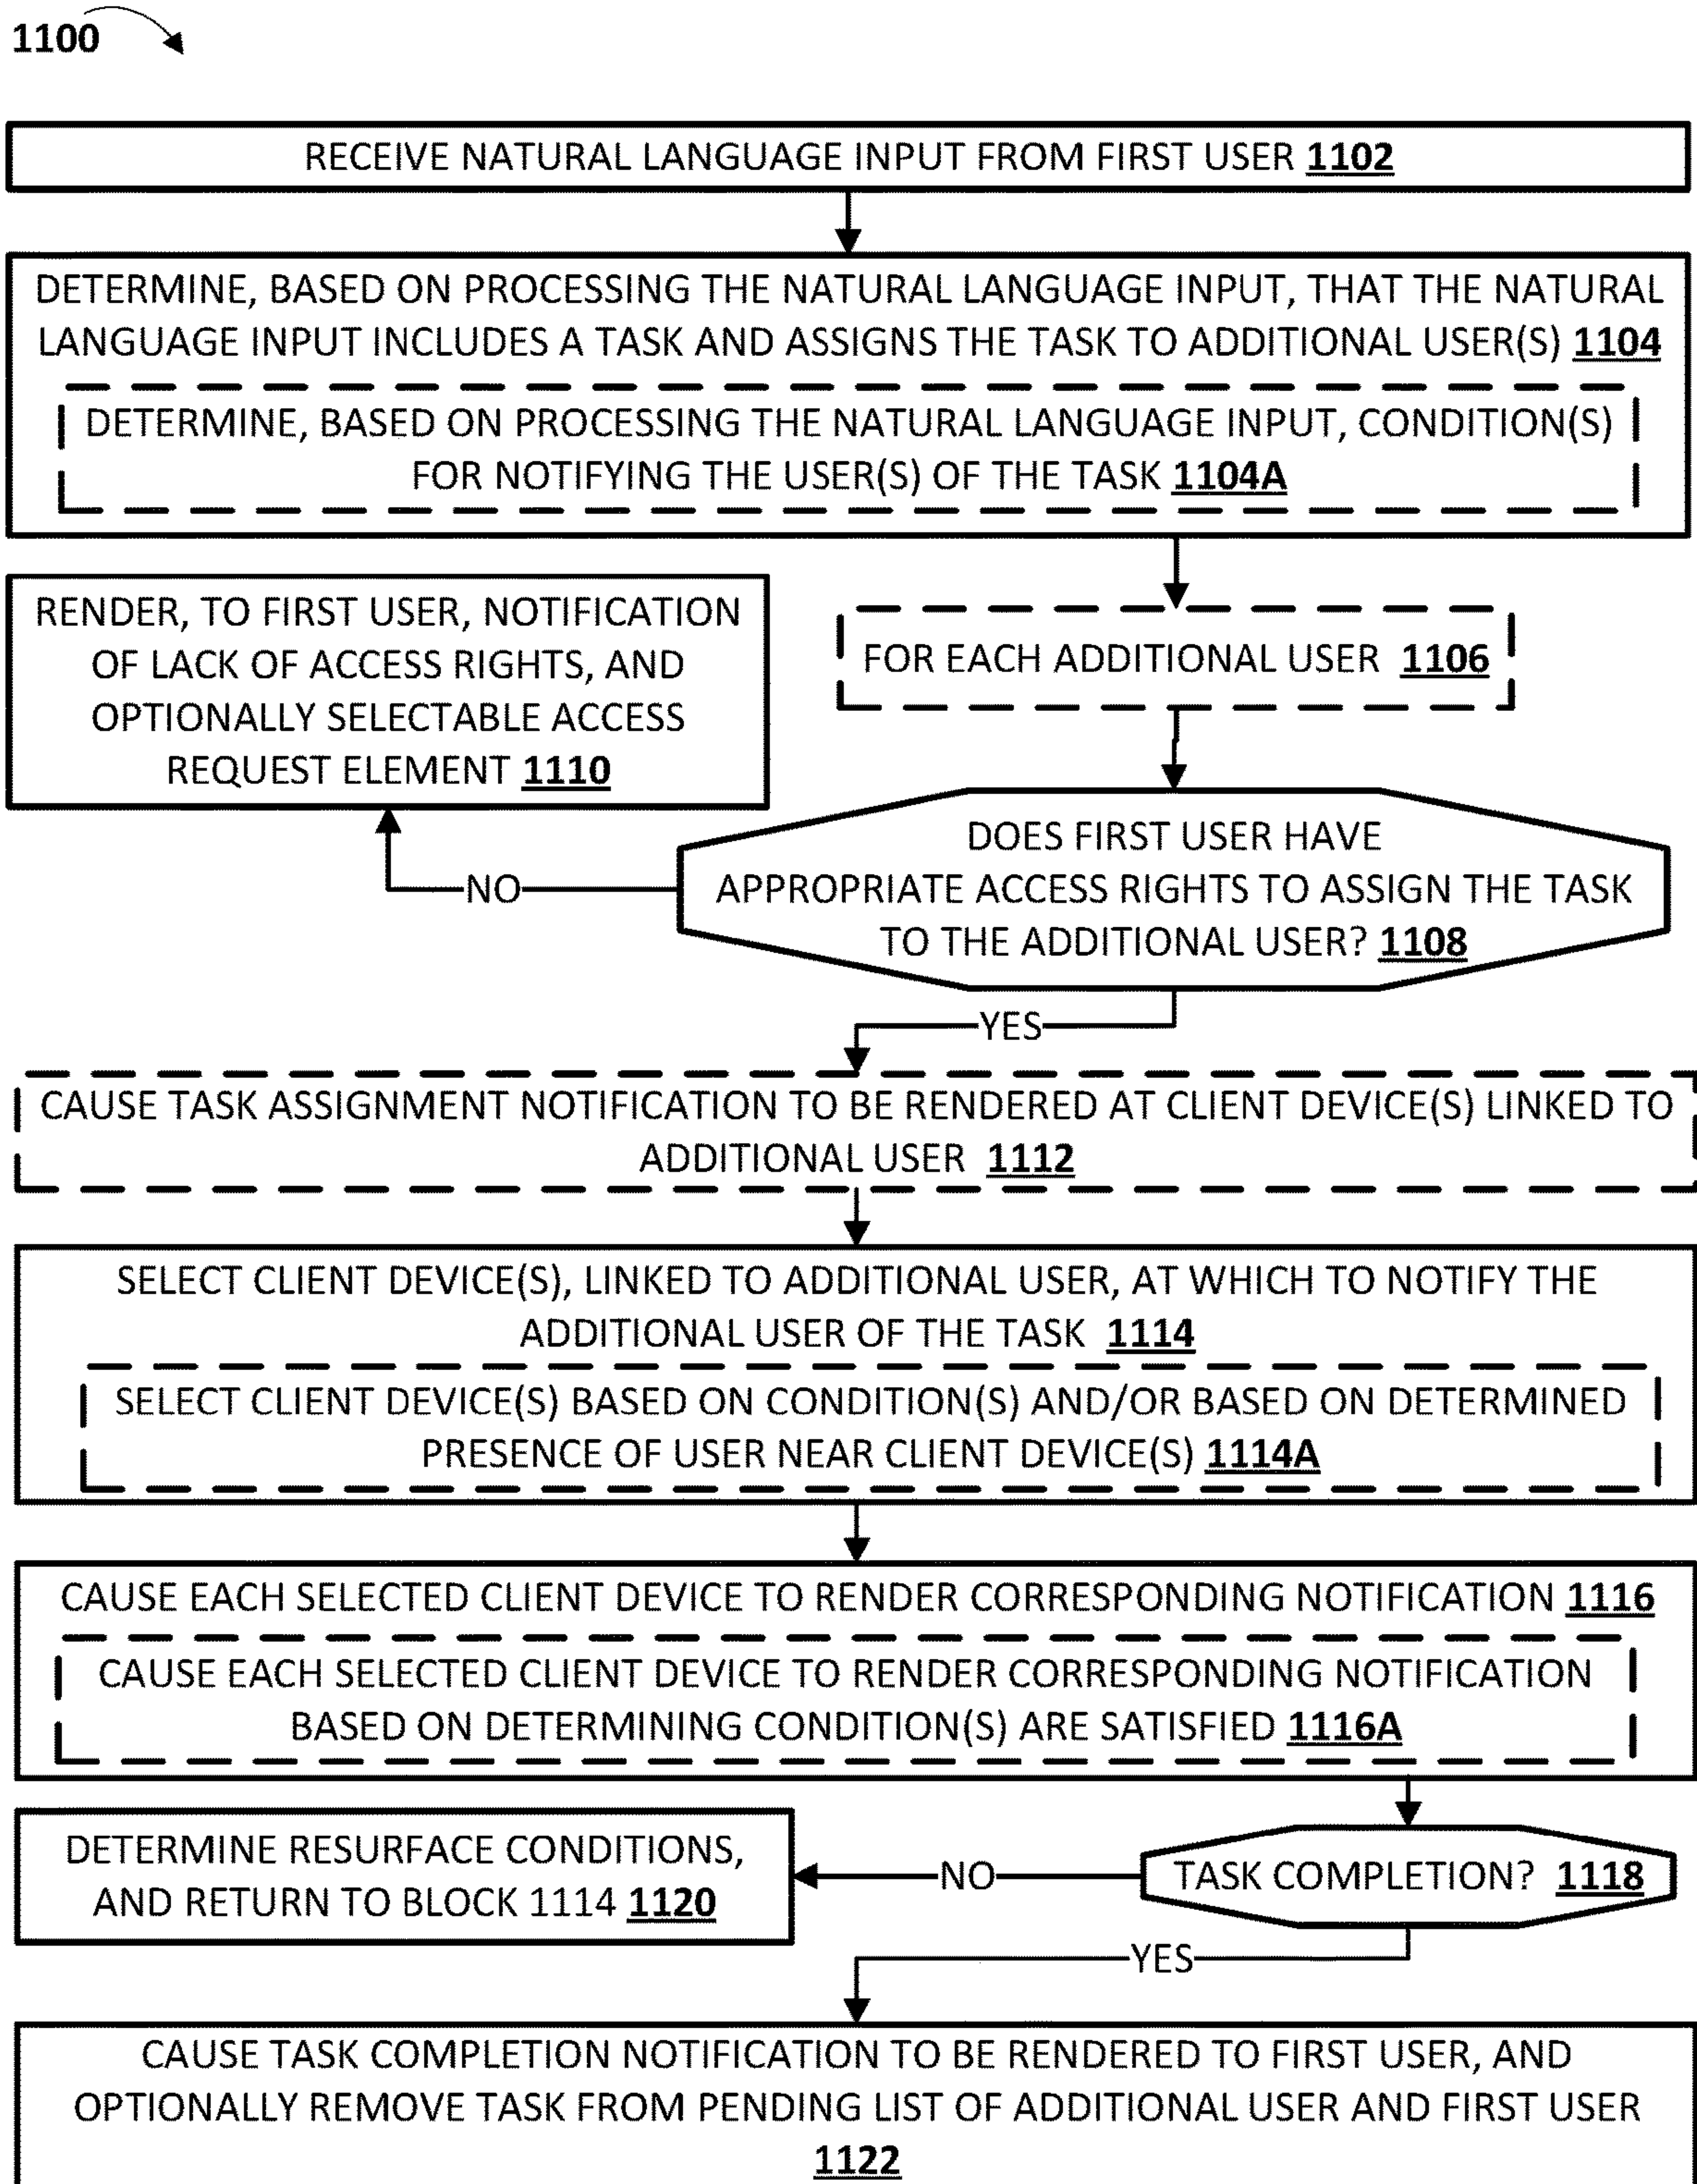 1100
RECEIVE NATURAL LANGUAGE INPUT FROM FIRST USER 1102
DETERMINE, BASED ON PROCESSING THE NATURAL LANGUAGE INPUT, THAT THE NATURAL
LANGUAGE INPUT INCLUDES A TASK AND ASSIGNS THE TASK TO ADDITIONAL USER(S) 1104
DETERMINE, BASED ON PROCESSING THE NATURAL LANGUAGE INPUT, CONDITION(S)
FOR NOTIFYING THE USER(S) OF THE TASK 1104A
RENDER, TO FIRST USER, NOTIFICATION
OF LACK OF ACCESS RIGHTS, AND
OPTIONALLY SELECTABLE ACCESS
REQUEST ELEMENT 1110
FOR EACH ADDITIONAL USER 1106
DOES FIRST USER HAVE
APPROPRIATE ACCESS RIGHTS TO ASSIGN THE TASK
TO THE ADDITIONAL USER? 1108
NO
YES
CAUSE TASK ASSIGNMENT NOTIFICATION TO BE RENDERED AT CLIENT DEVICE(S) LINKED TO
ADDITIONAL USER 1112
SELECT CLIENT DEVICE(S), LINKED TO ADDITIONAL USER, AT WHICH TO NOTIFY THE
ADDITIONAL USER OF THE TASK 1114
SELECT CLIENT DEVICE(S) BASED ON CONDITION(S) AND/OR BASED ON DETERMINED
PRESENCE OF USER NEAR CLIENT DEVICE(S) 1114A
CAUSE EACH SELECTED CLIENT DEVICE TO RENDER CORRESPONDING NOTIFICATION 1116
CAUSE EACH SELECTED CLIENT DEVICE TO RENDER CORRESPONDING NOTIFICATION
BASED ON DETERMINING CONDITION(S) ARE SATISFIED 1116A
DETERMINE RESURFACE CONDITIONS,
AND RETURN TO BLOCK 1114 1120
NO
TASK COMPLETION? 1118
YES
CAUSE TASK COMPLETION NOTIFICATION TO BE RENDERED TO FIRST USER, AND
OPTIONALLY REMOVE TASK FROM PENDING LIST OF ADDITIONAL USER AND FIRST USER
1122